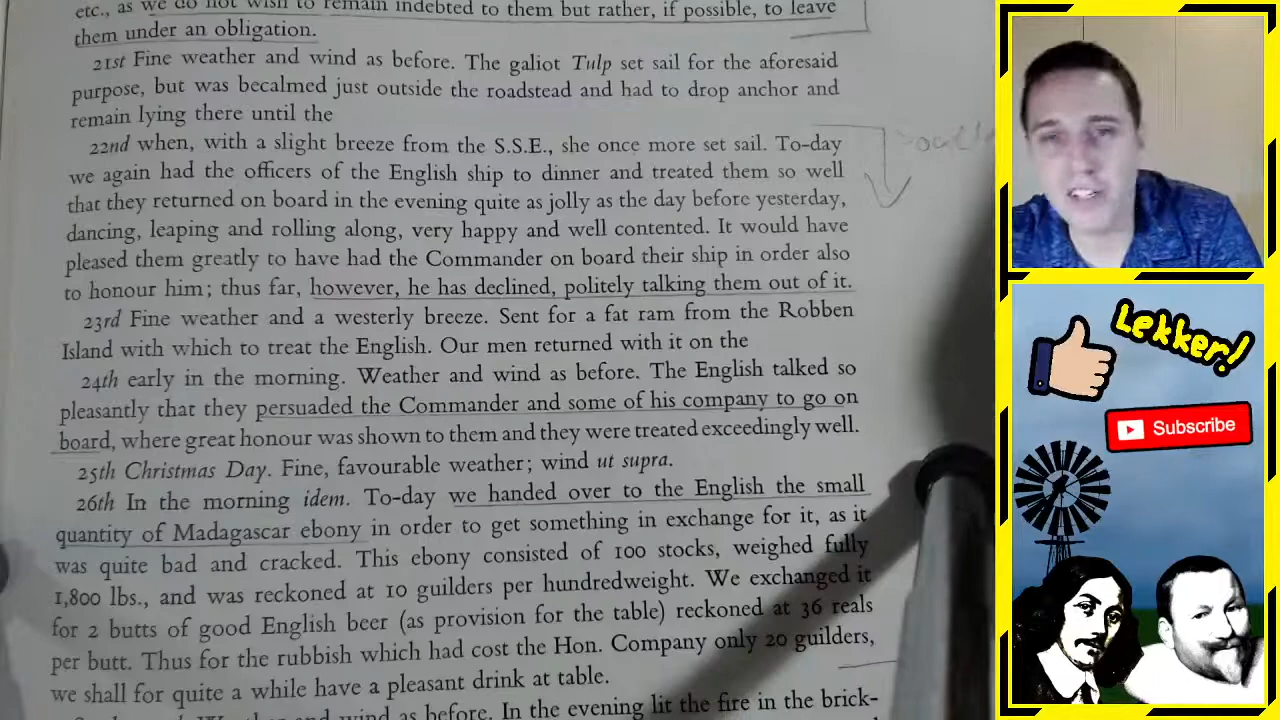 etc., as we do not wish to remain indebted to them but rather, if possible, to leave
them under an obligation.
21st Fine weather and wind as before. The galiot Tulp set sail for the aforesaid
purpose, but was becalmed just outside the roadstead and had to drop anchor and
remain lying there until the
22nd when, with a slight breeze from the S.S.E., she once more set sail. To-day
we again had the officers of the English ship to dinner and treated them so well
that they returned on board in the evening quite as jolly as the day before yesterday,
dancing, leaping and rolling along, very happy and well contented. It would have
pleased them greatly to have had the Commander on board their ship in order also
to honour him; thus far, however, he has declined, politely talking them out of it.
23rd Fine weather and a westerly breeze. Sent for a fat ram from the Robben
Island with which to treat the English. Our men returned with it on the
24th early in the morning. Weather and wind as before. The English talked so
pleasantly that they persuaded the Commander and some of his company to go on
board, where great honour was shown to them and they were treated exceedingly well.
25th Christmas Day. Fine, favourable weather; wind ut supra.
26th In the morning idem. To-day we handed over to the English the small
quantity of Madagascar ebony in order to get something in exchange for it, as it
was quite bad and cracked. This ebony consisted of 100 stocks, weighed fully
1,800 lbs., and was reckoned at 10 guilders per hundredweight. We exchanged it
for 2 butts of good English beer (as provision for the table) reckoned at 36 reals
per butt. Thus for the rubbish which had cost the Hon. Company only 20 guilders,
we shall for quite a while have a pleasant drink at table.
and wind as before. In the evening lit the fire in the brick-
Lekker!
Subscribe